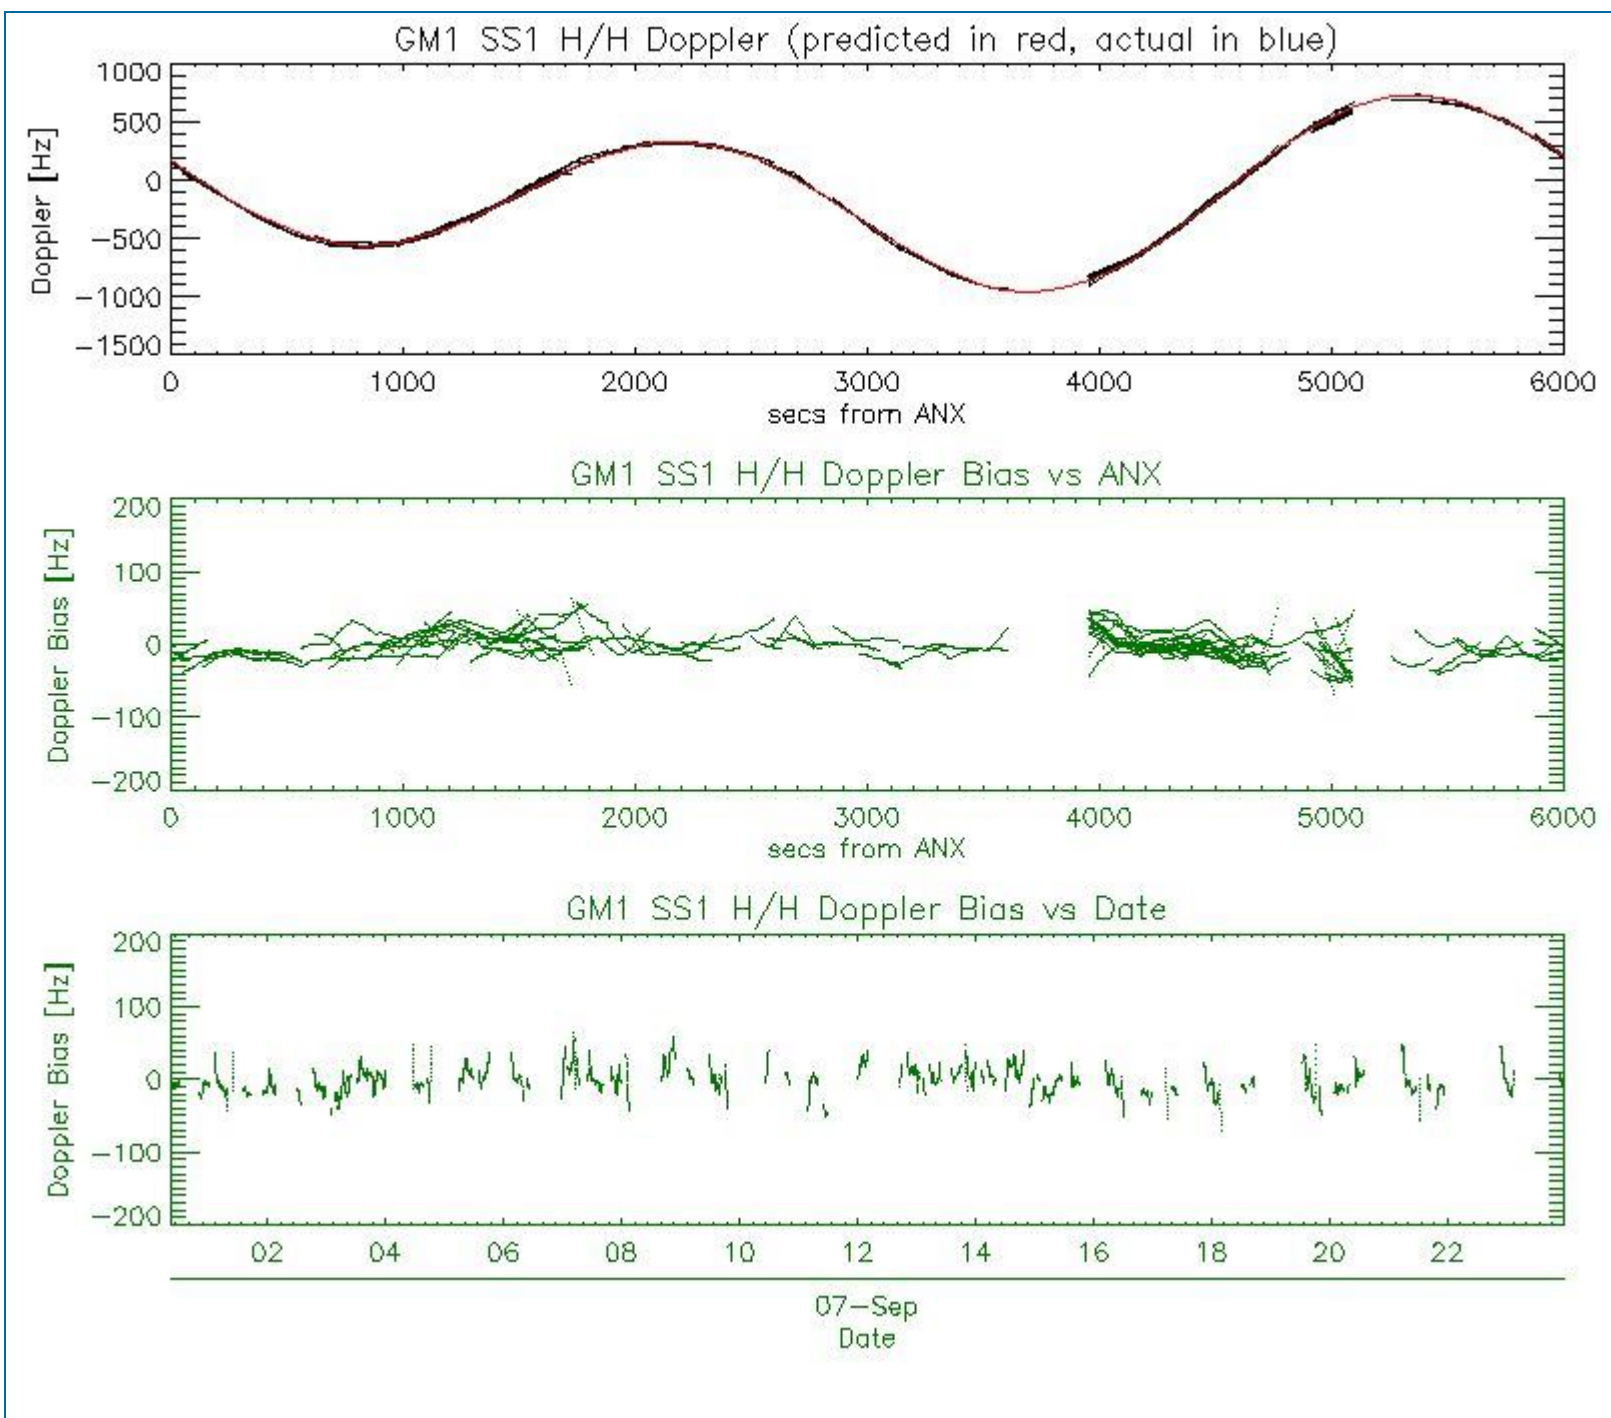 GM1 SS1 H/H Doppler (predicted in red, actual in blue)
1000
500
0
-500
-1000
-1500
Doppler [Hz]
0 1000 2000 3000 4000 5000 6000
secs from ANX
GM1 SS1 H/H Doppler Bias vs ANX
200
100
0
-100
-200
Doppler Bias [Hz]
0 1000 2000 3000 4000 5000 6000
secs from ANX
GM1 SS1 H/H Doppler Bias vs Date
200
100
0
-100
-200
Doppler Bias [Hz]
02 04 06 08 10 12 14 16 18 20 22
07-Sep
Date